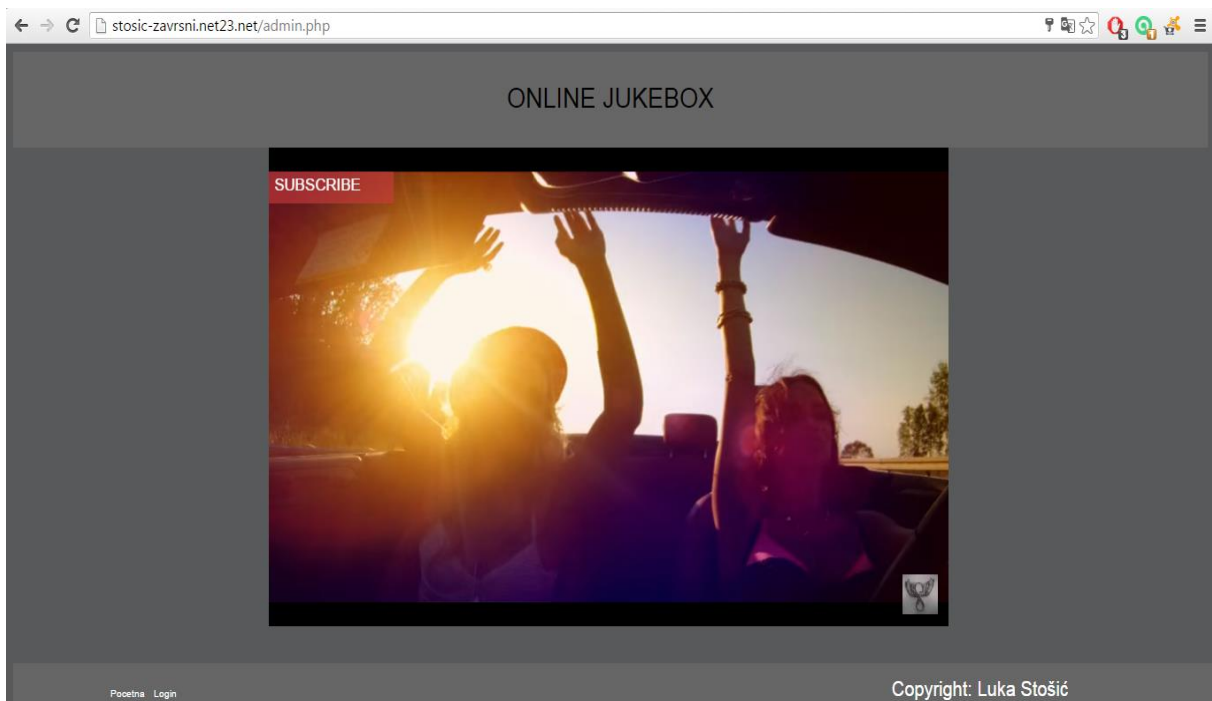 stosic-zavrsni.net23.net/admin.php
ONLINE JUKEBOX
SUBSCRIBE
Pocetna Login
Copyright: Luka Stošić